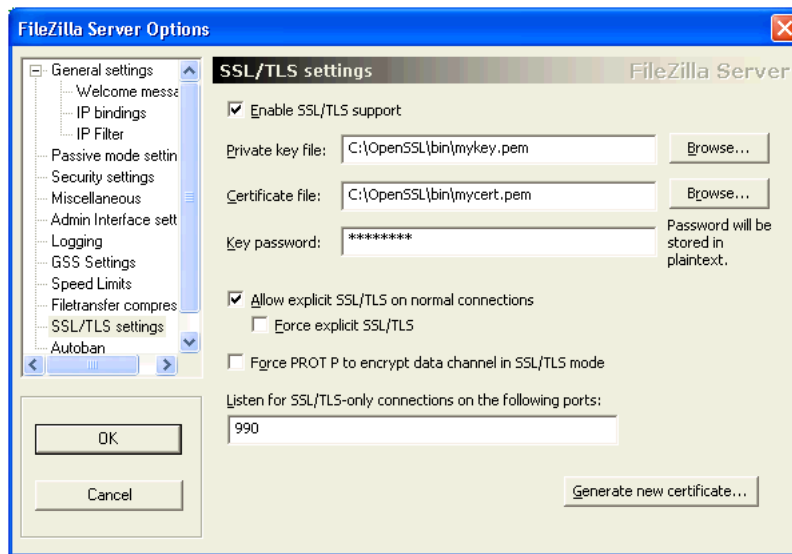 FileZilla Server Options
General settings
Welcome messa
IP bindings
IP Filter
Passive mode settin
Security settings
Miscellaneous
Admin Interface sett
Logging
GSS Settings
Speed Limits
Filetransfer compres
SSL/TLS settings
Autoban
OK
Cancel
SSL/TLS settings
FileZilla Server
Enable SSL/TLS support
Private key file:
C:\OpenSSL\bin\mykey.pem
Browse...
Certificate file:
C:\OpenSSL\bin\mycert.pem
Browse...
Key password:
********
Password will be
stored in
plaintext.
Allow explicit SSL/TLS on normal connections
Force explicit SSL/TLS
Force PROT P to encrypt data channel in SSL/TLS mode
Listen for SSL/TLS-only connections on the following ports:
990
Generate new certificate...